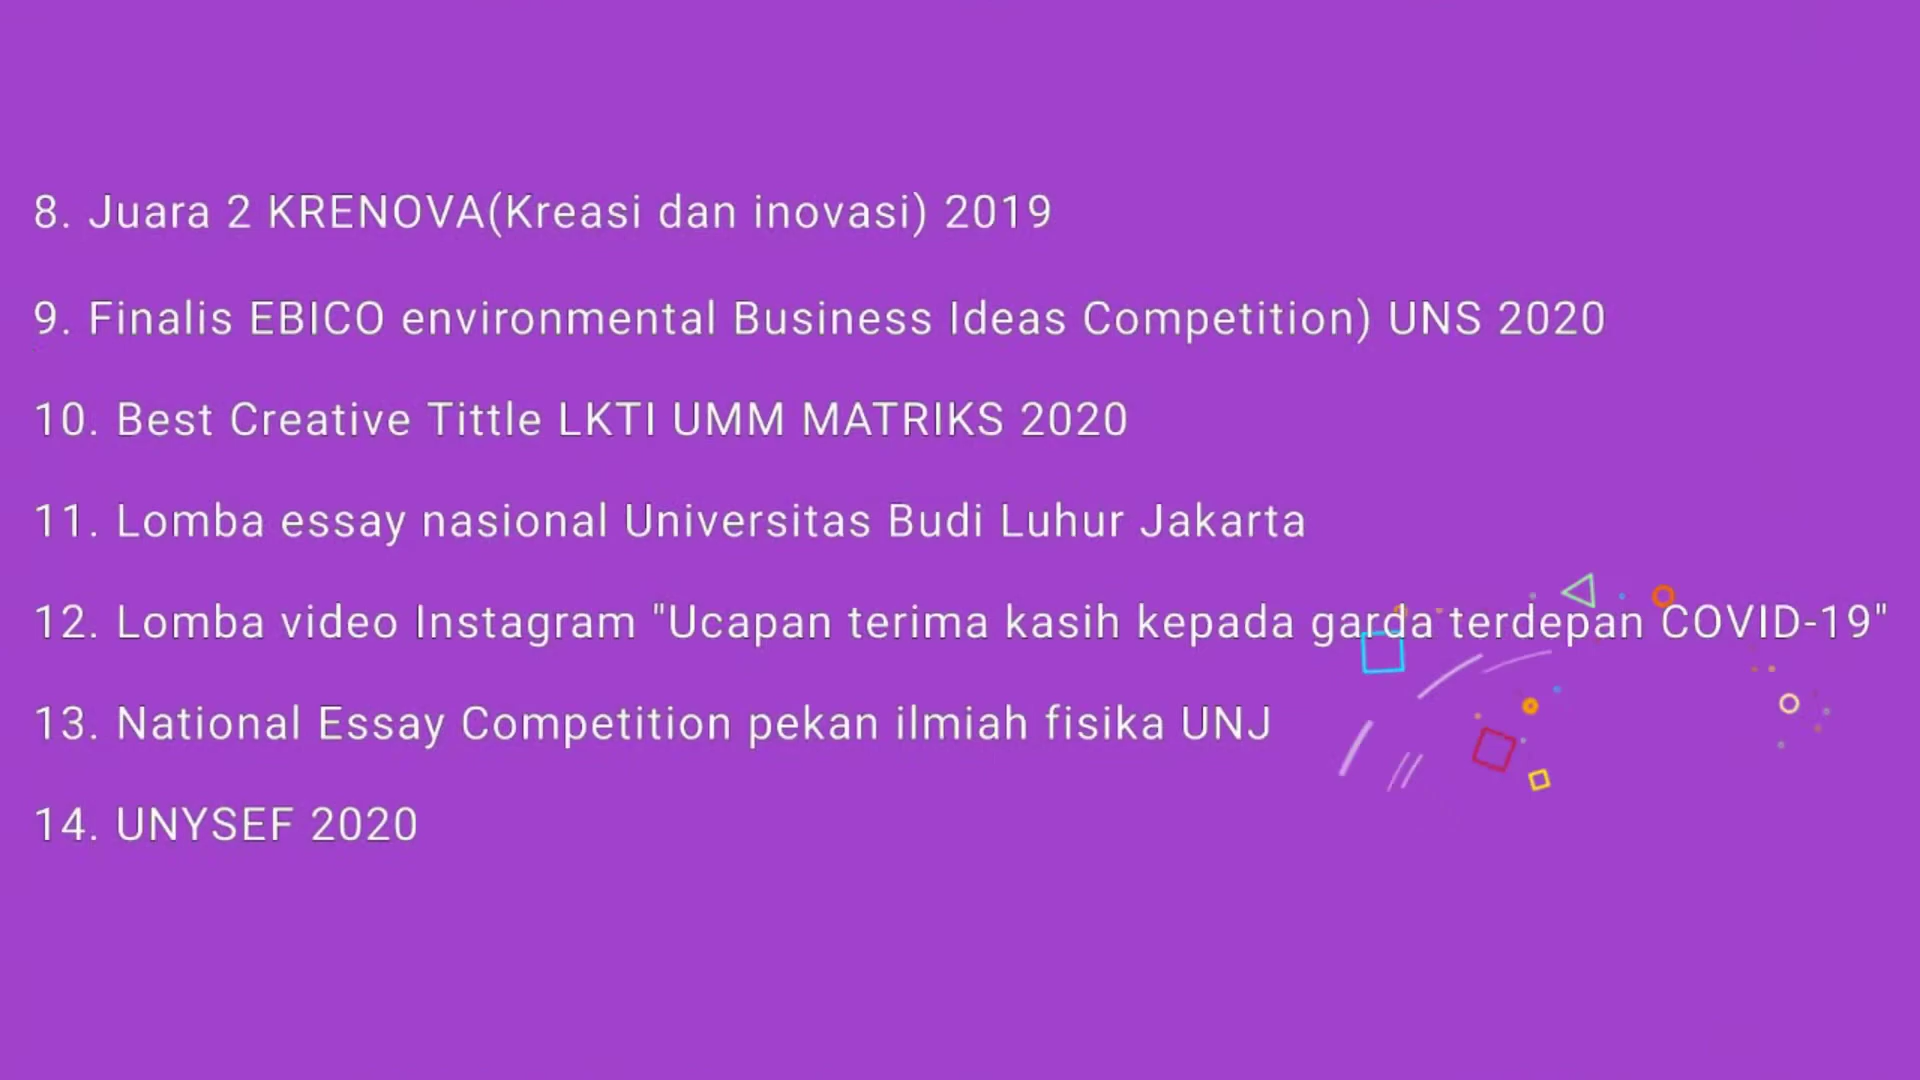 8. Juara 2 KRENOVA(Kreasi dan inovasi) 2019
9. Finalis EBICO environmental Business Ideas Competition) UNS 2020
10. Best Creative Tittle LKTI UMM MATRIKS 2020
11. Lomba essay nasional Universitas Budi Luhur Jakarta
12. Lomba video Instagram "Ucapan terima kasih kepada garda terdepan COVID-19"
13. National Essay Competition pekan ilmiah fisika UNJ
14. UNYSEF 2020